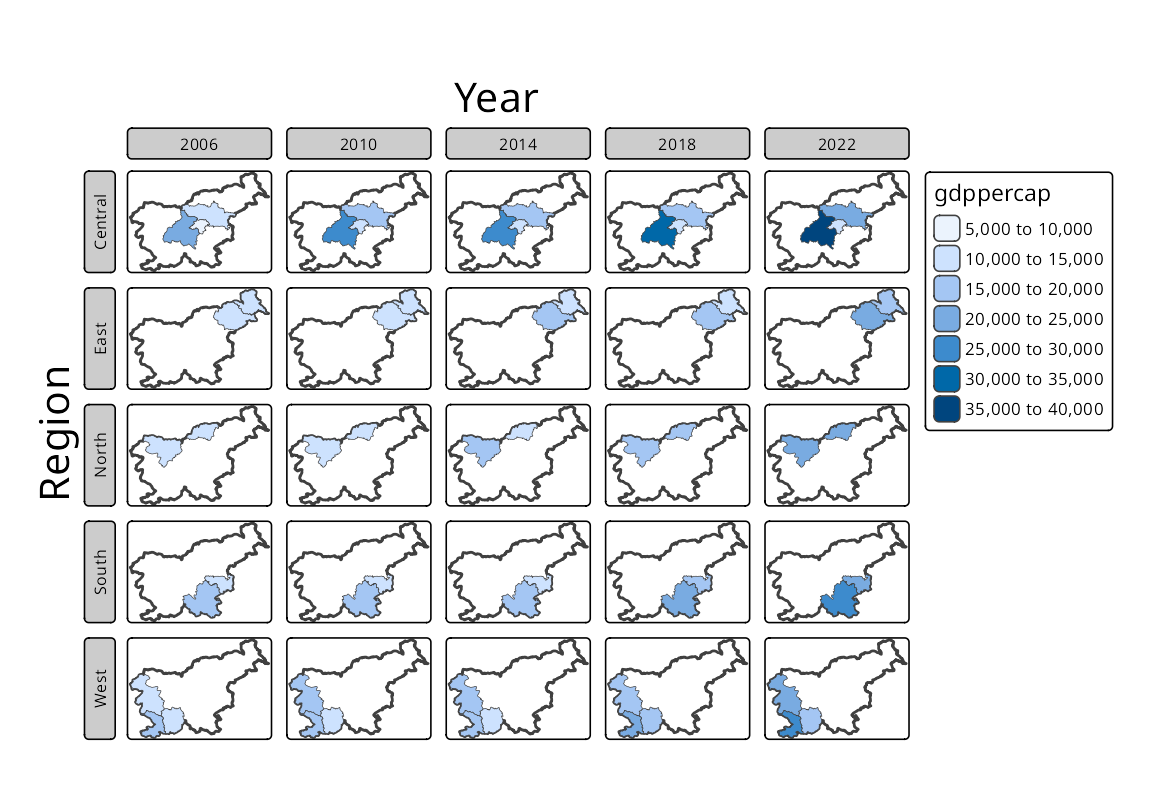 Year
2006
2010
2014
2018
2022
Region
Central
East
North
South
West
gdppercap
5,000 to 10,000
10,000 to 15,000
15,000 to 20,000
20,000 to 25,000
25,000 to 30,000
30,000 to 35,000
35,000 to 40,000